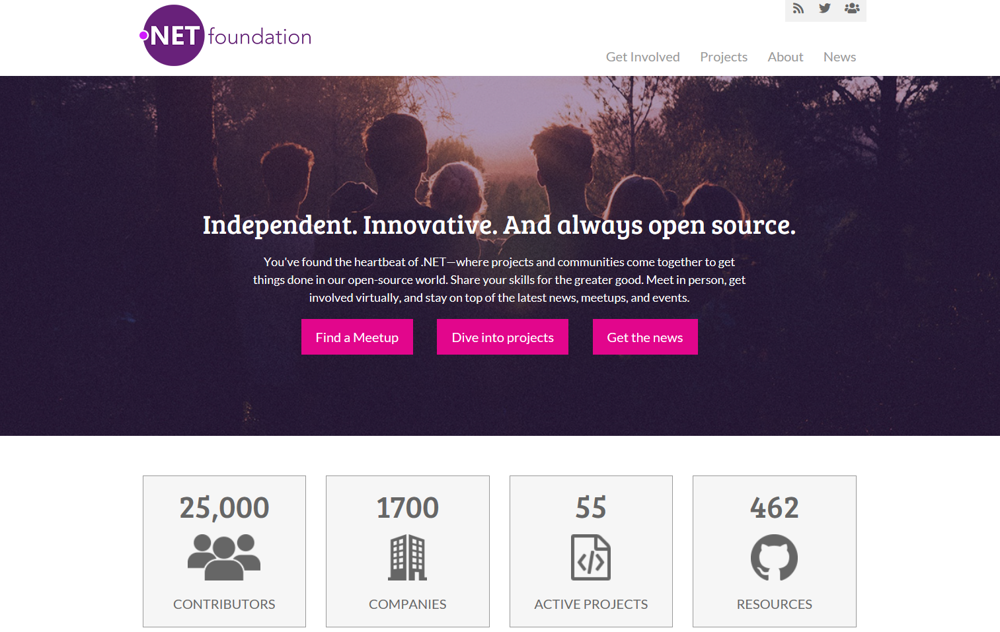 .NET foundation
Get Involved Projects About News
Independent. Innovative. And always open source.
You've found the heartbeat of .NET—where projects and communities come together to get
things done in our open-source world. Share your skills for the greater good. Meet in person, get
involved virtually, and stay on top of the latest news, meetups, and events.
Find a Meetup Dive into projects Get the news
25,000 1700 55 462
CONTRIBUTORS COMPANIES ACTIVE PROJECTS RESOURCES